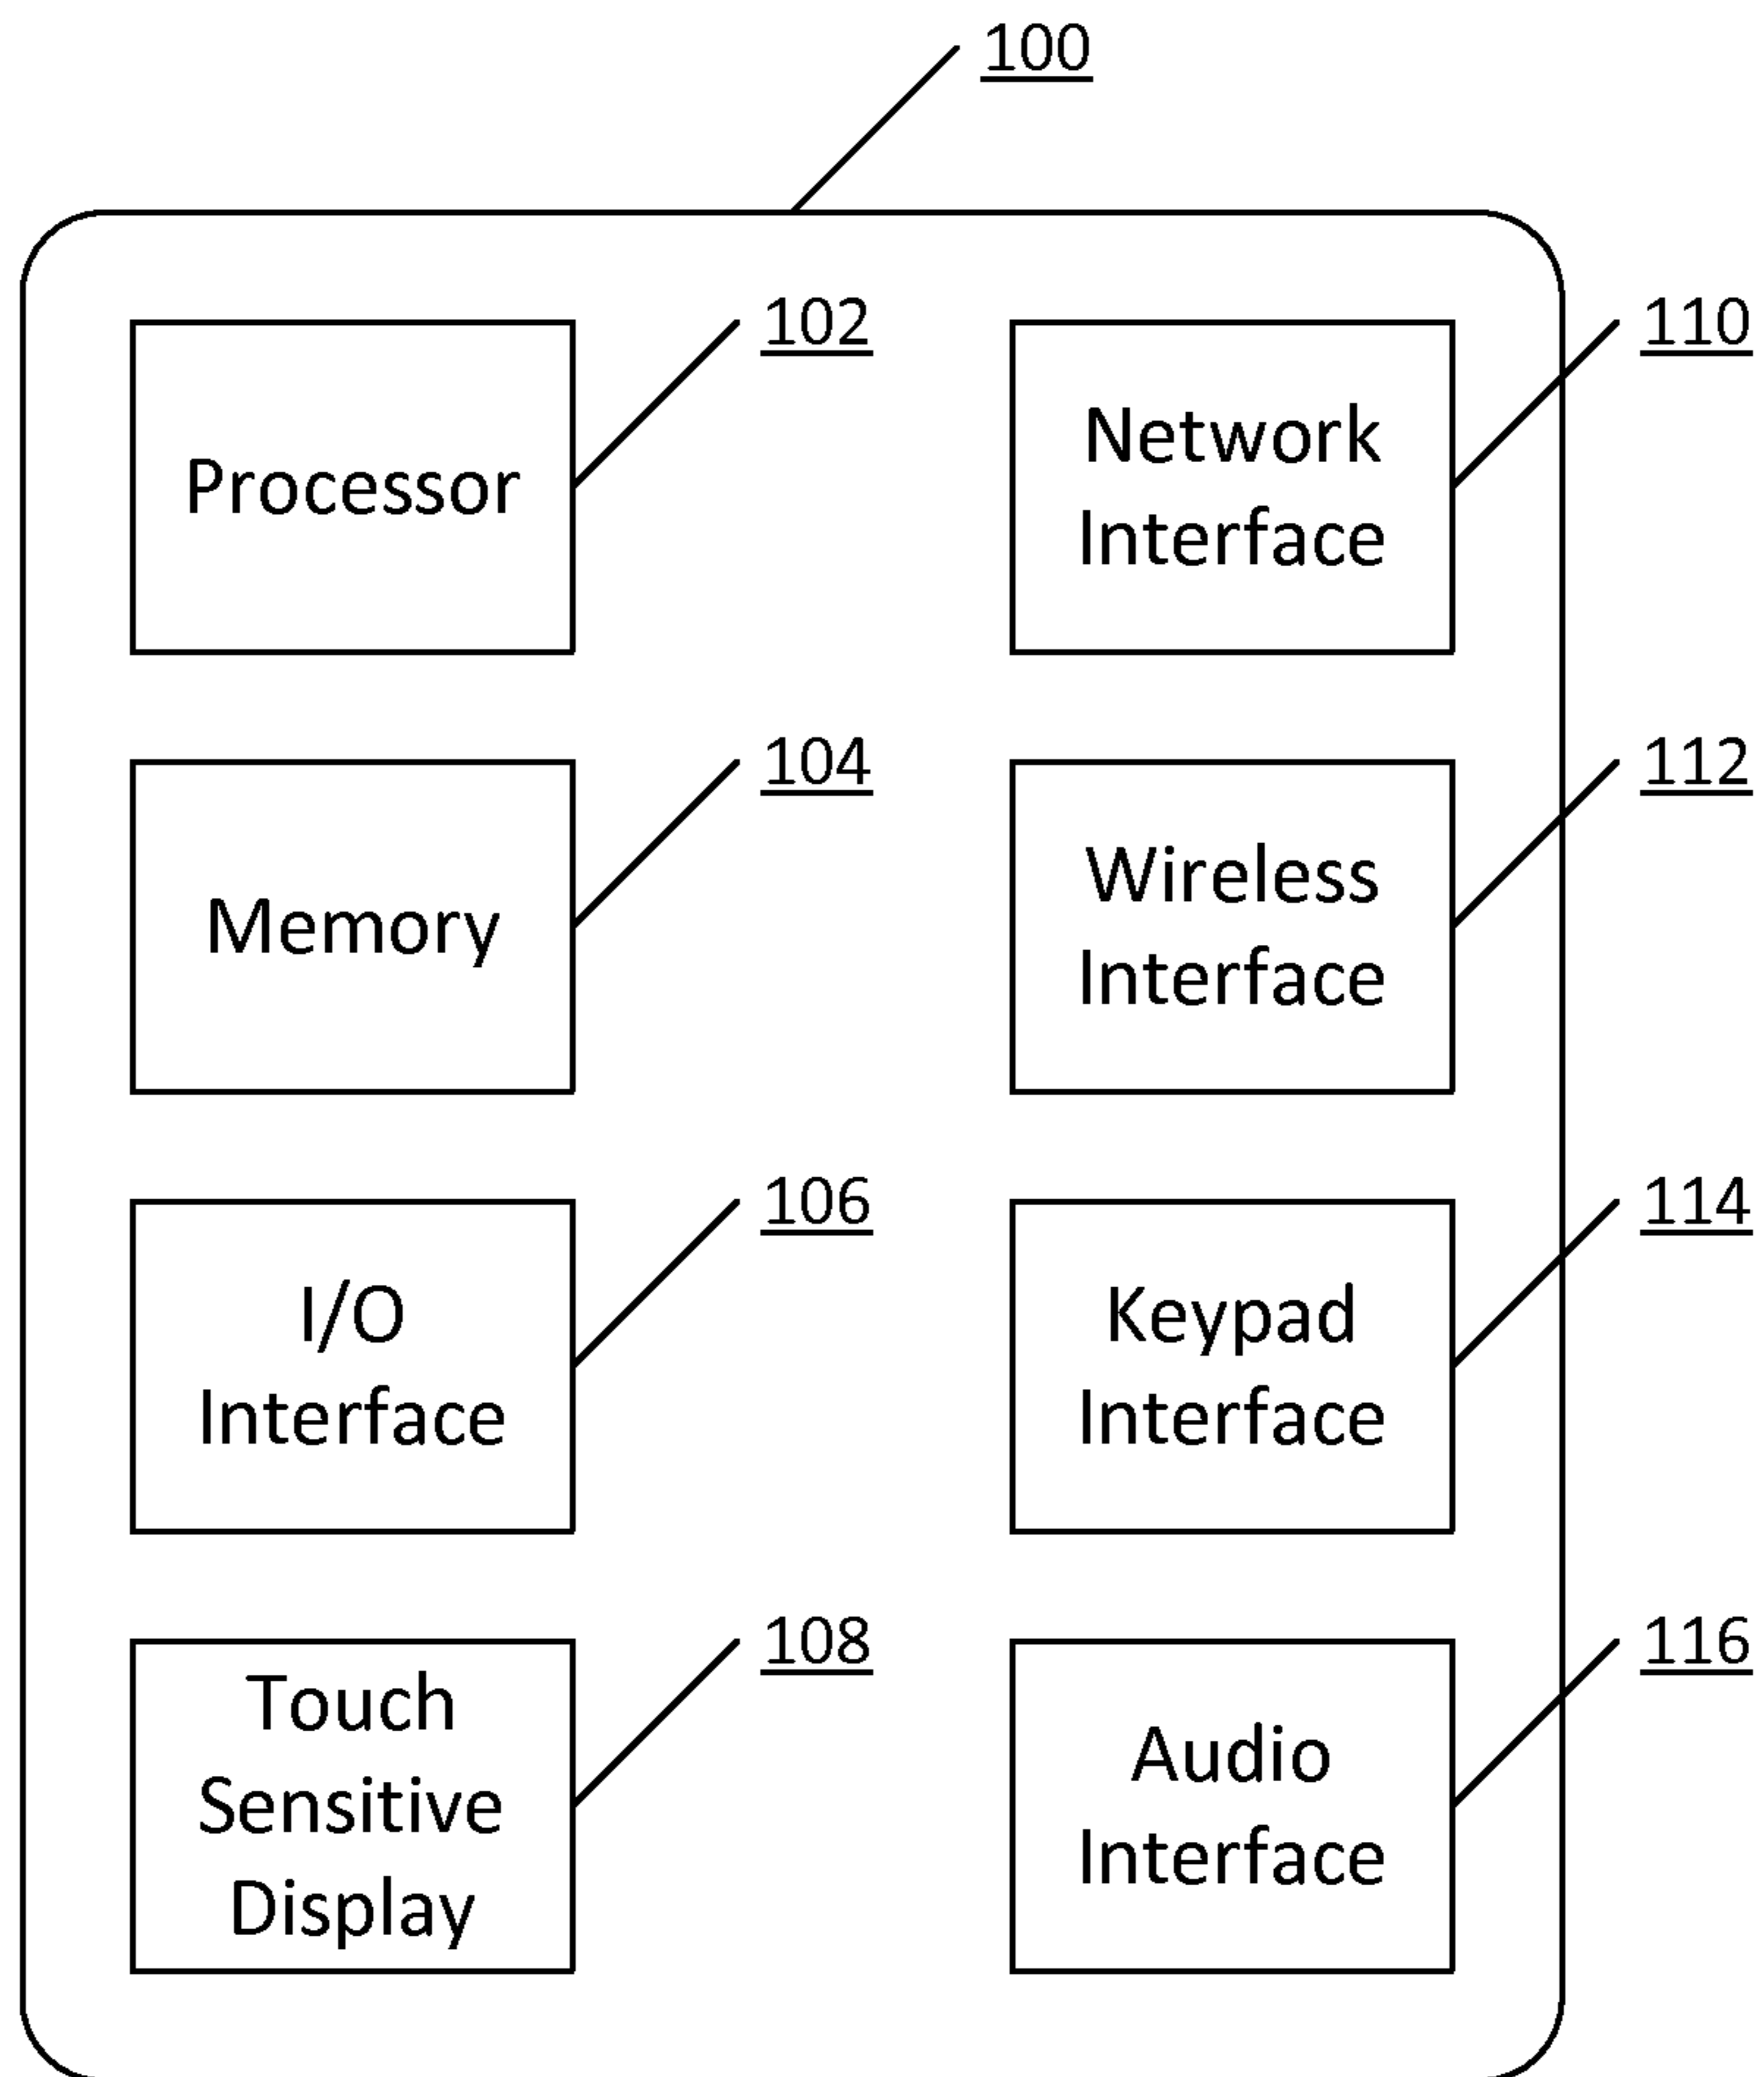 100
102
Processor
110
Network
Interface
104
Memory
112
Wireless
Interface
106
I/O
Interface
114
Keypad
Interface
108
Touch
Sensitive
Display
116
Audio
Interface